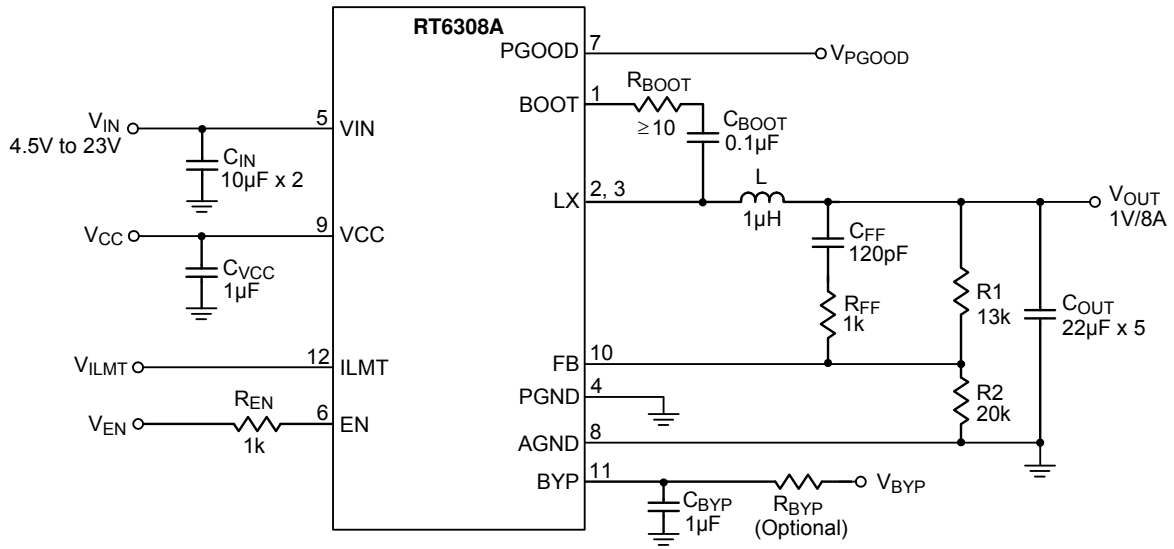 RT6308A
PGOOD
7
VPGOOD
BOOT
1
RBOOT
≥ 10
CBOOT
0.1µF
VIN
4.5V to 23V
5
VIN
CIN
10µF x 2
LX
2, 3
L
1µH
VOUT
1V/8A
VCC
9
VCC
CVCC
1µF
CFF
120pF
RFF
1k
R1
13k
COUT
22µF x 5
VILMT
12
ILMT
FB
10
PGND
4
R2
20k
VEN
REN
1k
6
EN
AGND
8
BYP
11
CBYP
1µF
RBYP
(Optional)
VBYP